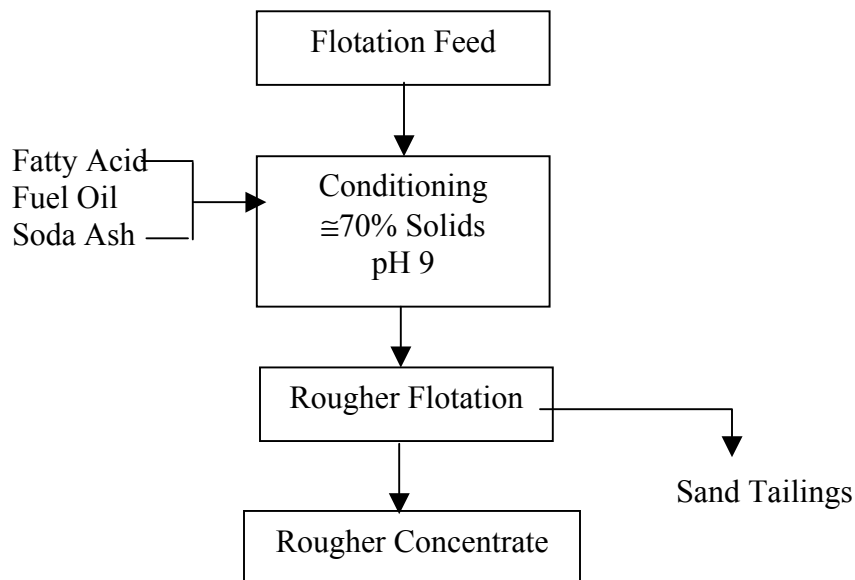 Flotation Feed
Fatty Acid
Fuel Oil
Soda Ash
Conditioning
≅70% Solids
pH 9
Rougher Flotation
Sand Tailings
Rougher Concentrate